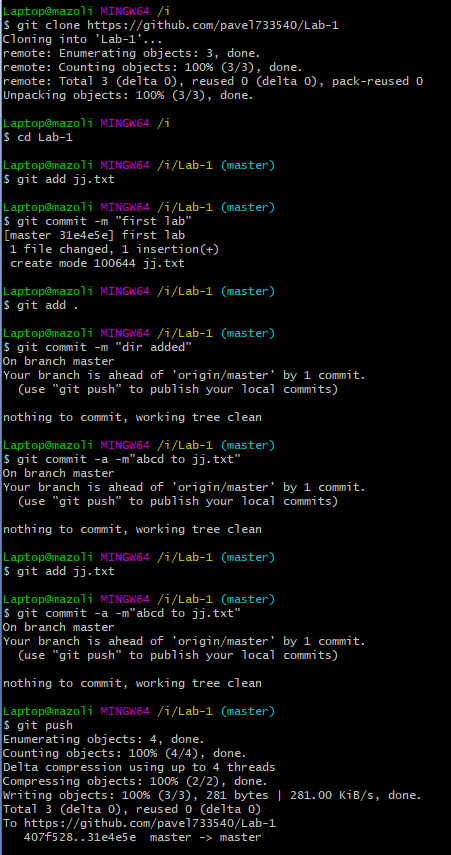 Laptop@mazoli MINGW64 /i
$ git clone https://github.com/pavel733540/Lab-1
Cloning into 'Lab-1'...
remote: Enumerating objects: 3, done.
remote: Counting objects: 100% (3/3), done.
remote: Total 3 (delta 0), reused 0 (delta 0), pack-reused 0
Unpacking objects: 100% (3/3), done.
Laptop@mazoli MINGW64 /i
$ cd Lab-1
Laptop@mazoli MINGW64 /i/Lab-1 (master)
$ git add jj.txt
Laptop@mazoli MINGW64 /i/Lab-1 (master)
$ git commit -m "first lab"
[master 31e4e5e] first lab
 1 file changed, 1 insertion(+)
 create mode 100644 jj.txt
Laptop@mazoli MINGW64 /i/Lab-1 (master)
$ git add .
Laptop@mazoli MINGW64 /i/Lab-1 (master)
$ git commit -m "dir added"
On branch master
Your branch is ahead of 'origin/master' by 1 commit.
  (use "git push" to publish your local commits)
nothing to commit, working tree clean
Laptop@mazoli MINGW64 /i/Lab-1 (master)
$ git commit -a -m"abcd to jj.txt"
On branch master
Your branch is ahead of 'origin/master' by 1 commit.
  (use "git push" to publish your local commits)
nothing to commit, working tree clean
Laptop@mazoli MINGW64 /i/Lab-1 (master)
$ git add jj.txt
Laptop@mazoli MINGW64 /i/Lab-1 (master)
$ git commit -a -m"abcd to jj.txt"
On branch master
Your branch is ahead of 'origin/master' by 1 commit.
  (use "git push" to publish your local commits)
nothing to commit, working tree clean
Laptop@mazoli MINGW64 /i/Lab-1 (master)
$ git push
Enumerating objects: 4, done.
Counting objects: 100% (4/4), done.
Delta compression using up to 4 threads
Compressing objects: 100% (2/2), done.
Writing objects: 100% (3/3), 281 bytes | 281.00 KiB/s, done.
Total 3 (delta 0), reused 0 (delta 0)
To https://github.com/pavel733540/Lab-1
   407f528..31e4e5e  master -> master